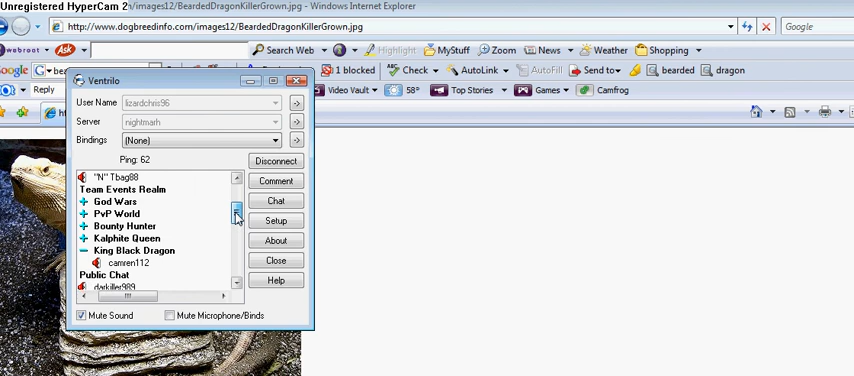 Unregistered HyperCam 2
/images12/BeardedDragonKillerGrown.jpg - Windows Internet Explorer
http://www.dogbreedinfo.com/images12/BeardedDragonKillerGrown.jpg
Google
webroot Ask Search Web Highlight MyStuff Zoom News Weather Shopping
Google G bea 1 blocked Check AutoLink AutoFill Send to bearded dragon
Reply Video Vault 58° Top Stories Games Camfrog
Ventrilo
User Name lizardchris96
Server nightmarh
Bindings (None)
Ping: 62
Disconnect
Comment
Chat
Setup
About
Close
Help
"N" Tbag88
Team Events Realm
God Wars
PvP World
Bounty Hunter
Kalphite Queen
King Black Dragon
camren112
Public Chat
darkiller989
Mute Sound Mute Microphone/Binds